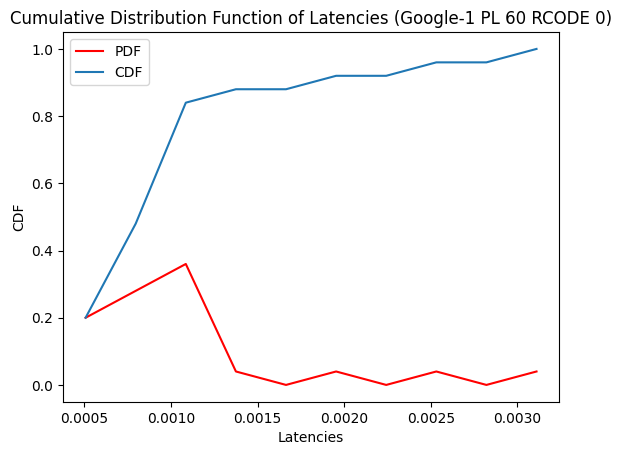 Cumulative Distribution Function of Latencies (Google-1 PL 60 RCODE 0)
PDF
CDF
1.0
0.8
0.6
0.4
0.2
0.0
CDF
0.0005
0.0010
0.0015
0.0020
0.0025
0.0030
Latencies